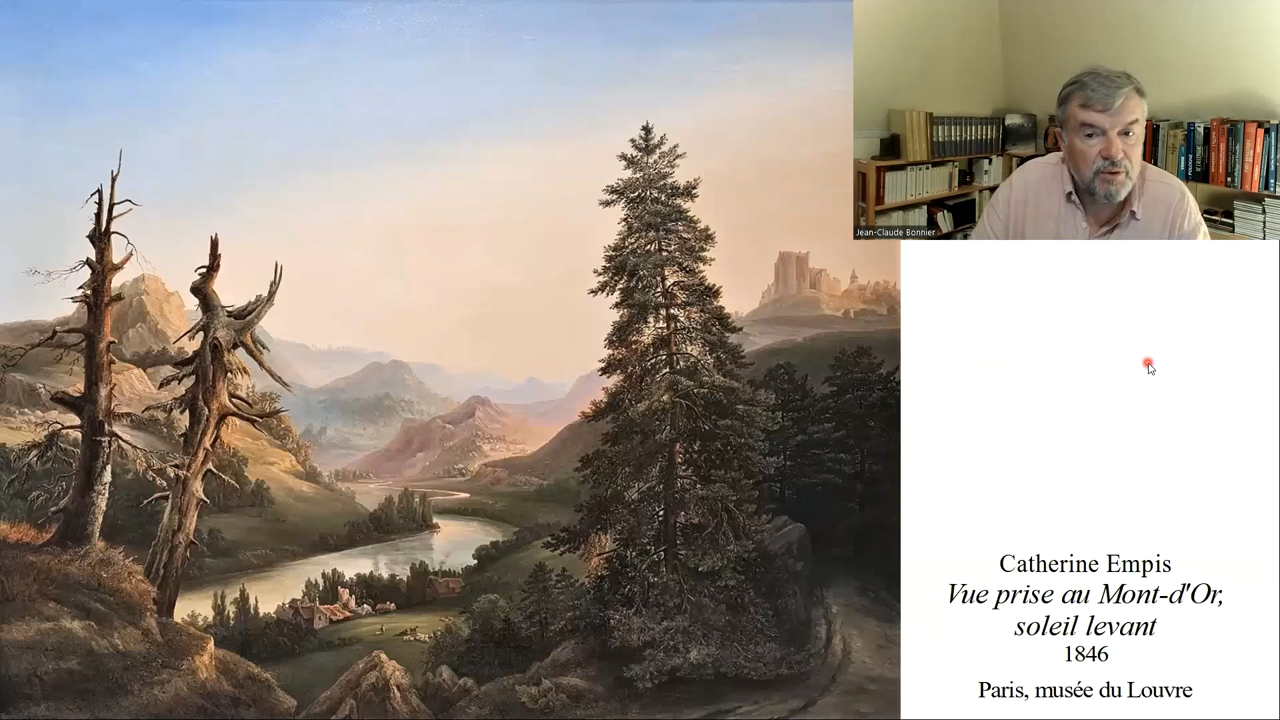 Jean-Claude Bonnier
Catherine Empis
Vue prise au Mont-d'Or,
soleil levant
1846
Paris, musée du Louvre